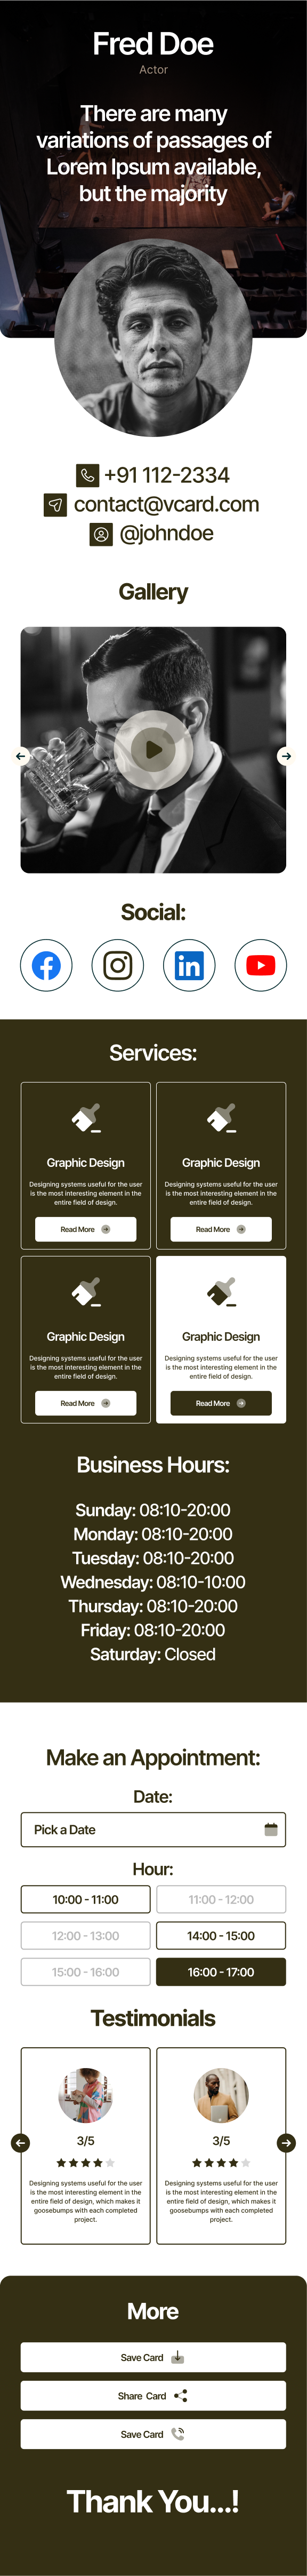 Fred Doe
Actor
There are many
variations of passages of
Lorem Ipsum available,
but the majority
+91 112-2334
contact@vcard.com
@johndoe
Gallery
Social:
in
Services:
Graphic Design
Designing systems useful for the user
is the most interesting element in the
entire field of design.
Read More
Graphic Design
Designing systems useful for the user
is the most interesting element in the
entire field of design.
Read More
Graphic Design
Designing systems useful for the user
is the most interesting element in the
entire field of design.
Read More
Graphic Design
Designing systems useful for the user
is the most interesting element in the
entire field of design.
Read More
Business Hours:
Sunday: 08:10-20:00
Monday: 08:10-20:00
Tuesday: 08:10-20:00
Wednesday: 08:10-10:00
Thursday: 08:10-20:00
Friday: 08:10-20:00
Saturday: Closed
Make an Appointment:
Date:
Pick a Date
Hour:
10:00 - 11:00
11:00 - 12:00
12:00 - 13:00
14:00 - 15:00
15:00 - 16:00
16:00 - 17:00
Testimonials
3/5
Designing systems useful for the user
is the most interesting element in the
entire field of design, which makes it
goosebumps with each completed
project.
3/5
Designing systems useful for the user
is the most interesting element in the
entire field of design, which makes it
goosebumps with each completed
project.
More
Save Card
Share Card
Save Card
Thank You...!